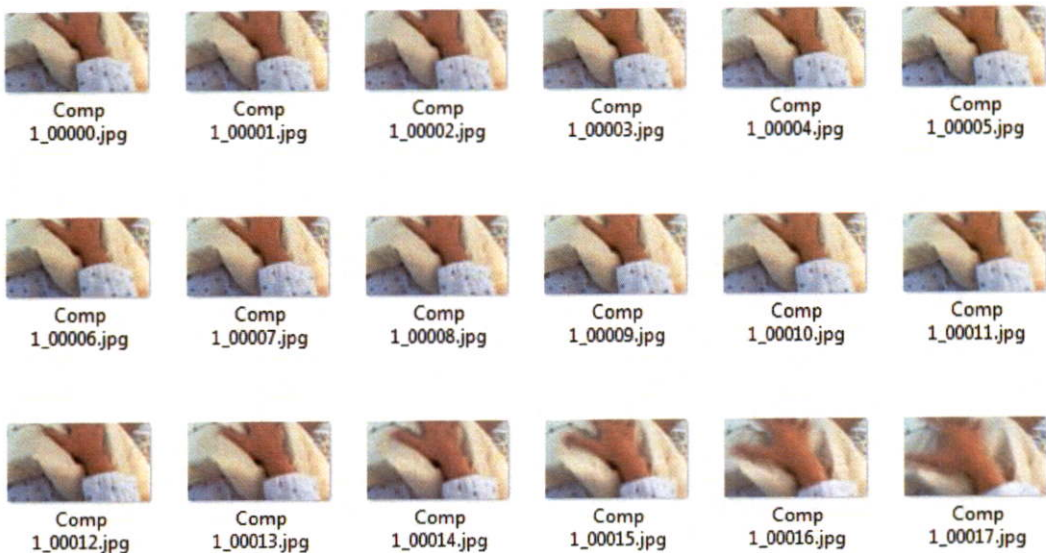 Comp Comp Comp Comp Comp Comp
1_00000.jpg 1_00001.jpg 1_00002.jpg 1_00003.jpg 1_00004.jpg 1_00005.jpg
Comp Comp Comp Comp Comp Comp
1_00006.jpg 1_00007.jpg 1_00008.jpg 1_00009.jpg 1_00010.jpg 1_00011.jpg
Comp Comp Comp Comp Comp Comp
1_00012.jpg 1_00013.jpg 1_00014.jpg 1_00015.jpg 1_00016.jpg 1_00017.jpg